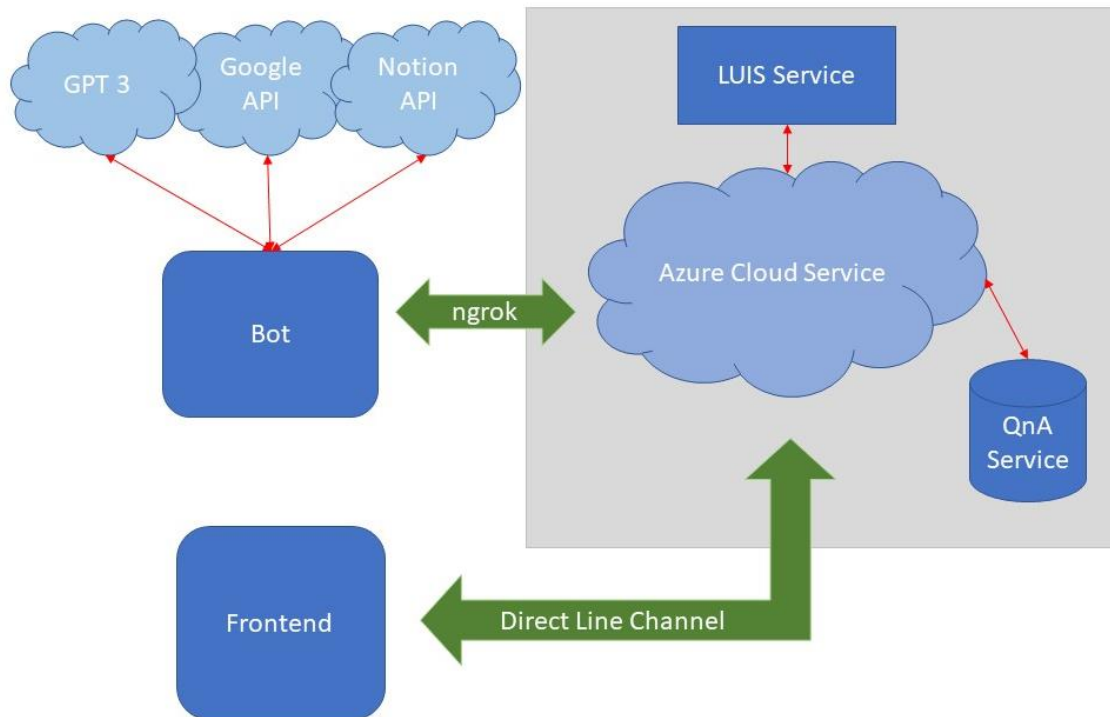 GPT 3
Google
API
Notion
API
LUIS Service
Azure Cloud Service
ngrok
Bot
QnA
Service
Frontend
Direct Line Channel